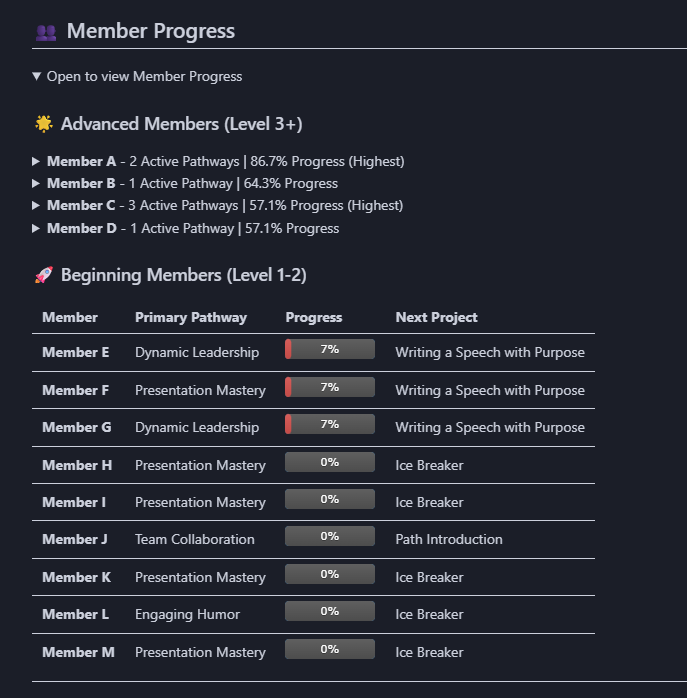 Member Progress
Open to view Member Progress
Advanced Members (Level 3+)
Member A - 2 Active Pathways | 86.7% Progress (Highest)
Member B - 1 Active Pathway | 64.3% Progress
Member C - 3 Active Pathways | 57.1% Progress (Highest)
Member D - 1 Active Pathway | 57.1% Progress
Beginning Members (Level 1-2)
Member Primary Pathway Progress Next Project
Member E Dynamic Leadership 7% Writing a Speech with Purpose
Member F Presentation Mastery 7% Writing a Speech with Purpose
Member G Dynamic Leadership 7% Writing a Speech with Purpose
Member H Presentation Mastery 0% Ice Breaker
Member I Presentation Mastery 0% Ice Breaker
Member J Team Collaboration 0% Path Introduction
Member K Presentation Mastery 0% Ice Breaker
Member L Engaging Humor 0% Ice Breaker
Member M Presentation Mastery 0% Ice Breaker